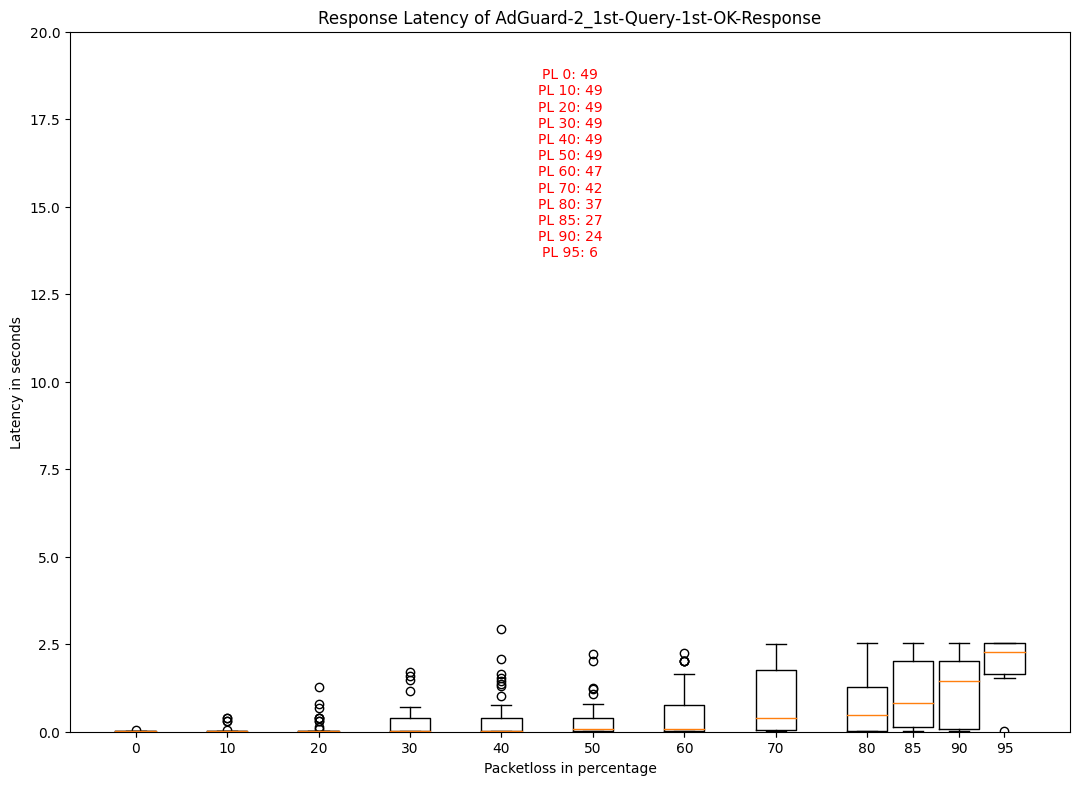 Response Latency of AdGuard-2_1st-Query-1st-OK-Response
20.0
17.5
15.0
12.5
10.0
7.5
5.0
2.5
0.0
Latency in seconds
PL 0: 49
PL 10: 49
PL 20: 49
PL 30: 49
PL 40: 49
PL 50: 49
PL 60: 47
PL 70: 42
PL 80: 37
PL 85: 27
PL 90: 24
PL 95: 6
0 10 20 30 40 50 60 70 80 85 90 95
Packetloss in percentage